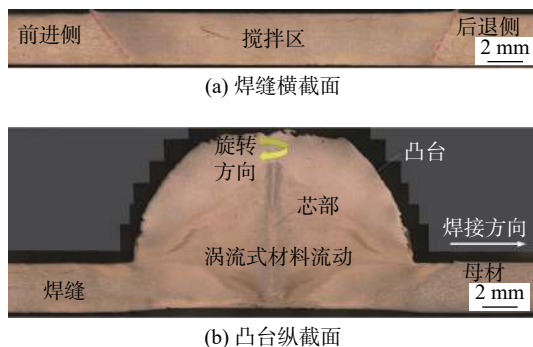 前进侧
搅拌区
后退侧
2 mm
(a) 焊缝横截面
旋转
方向
凸台
芯部
焊接方向
涡流式材料流动
焊缝
母材
2 mm
(b) 凸台纵截面